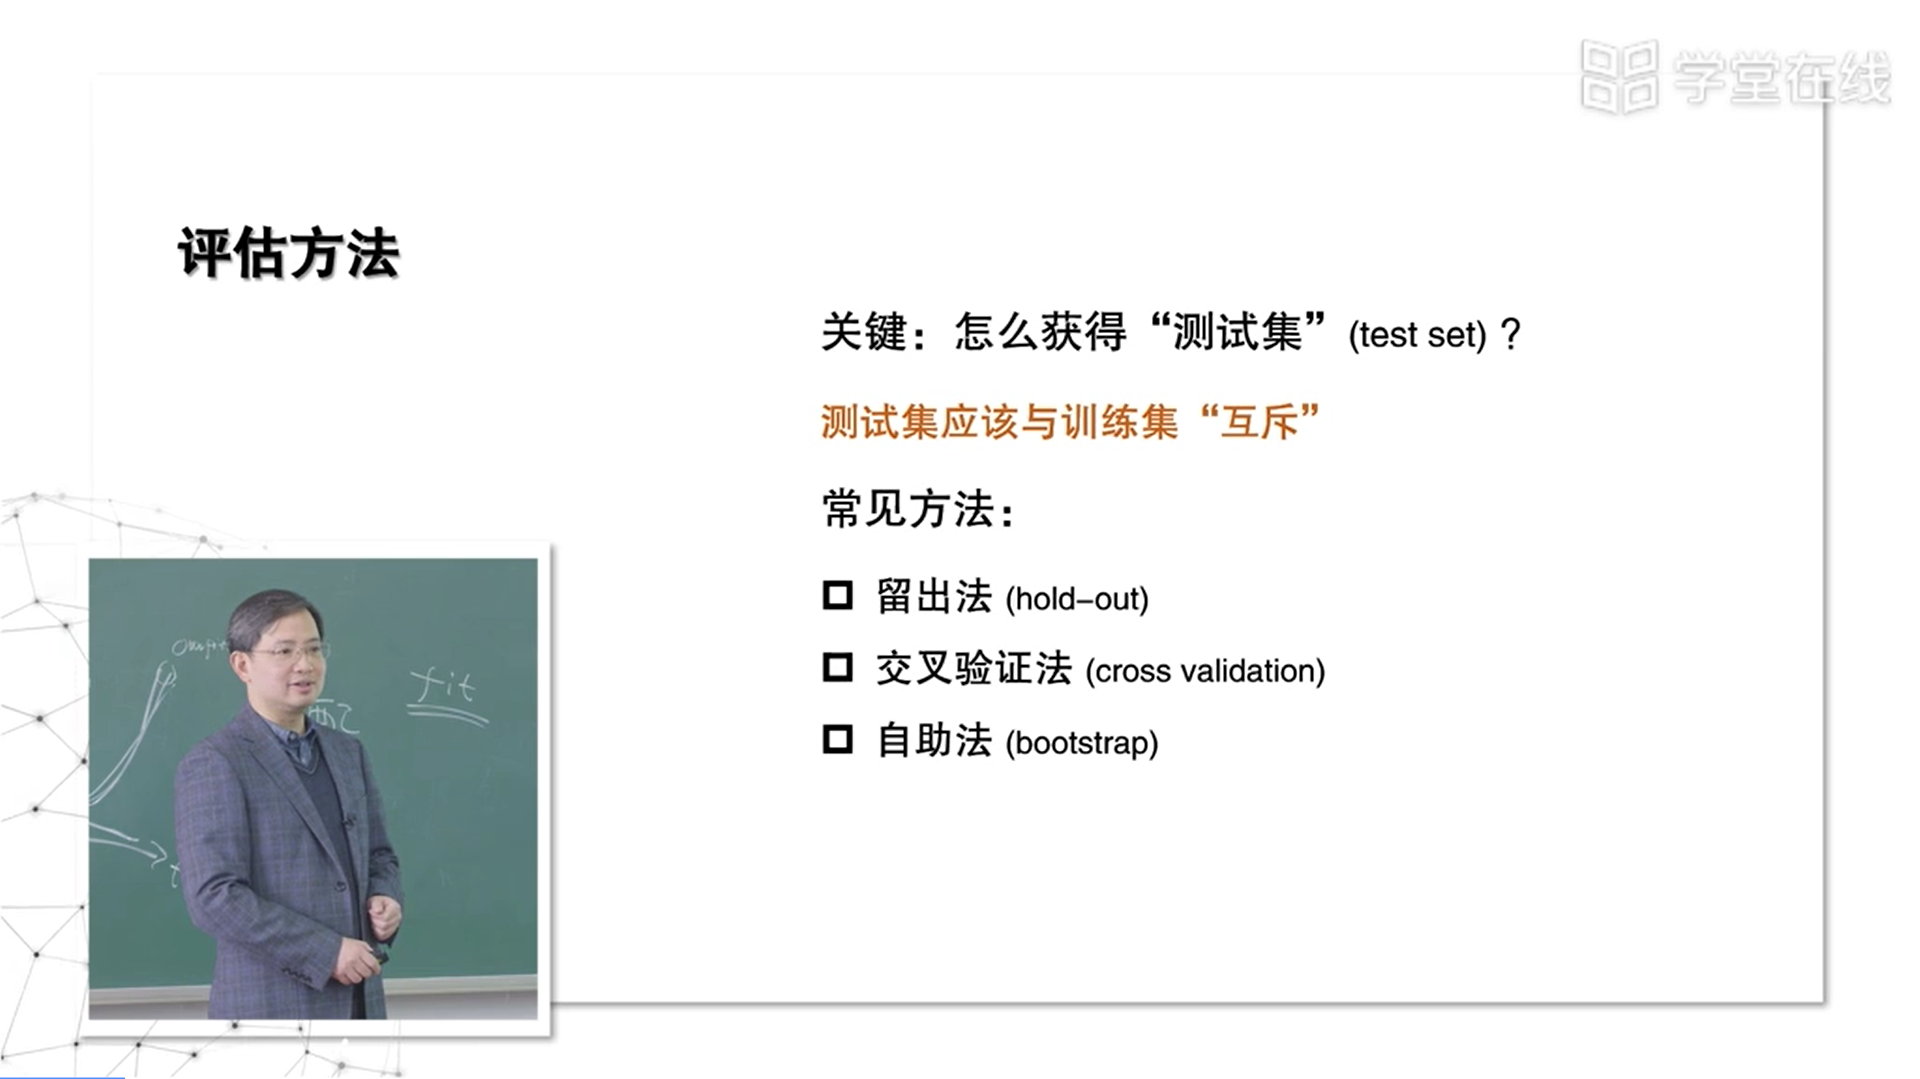 学堂在线
评估方法
关键：怎么获得“测试集”(test set)？
测试集应该与训练集“互斥”
常见方法：
留出法 (hold-out)
交叉验证法 (cross validation)
自助法 (bootstrap)
fit
配